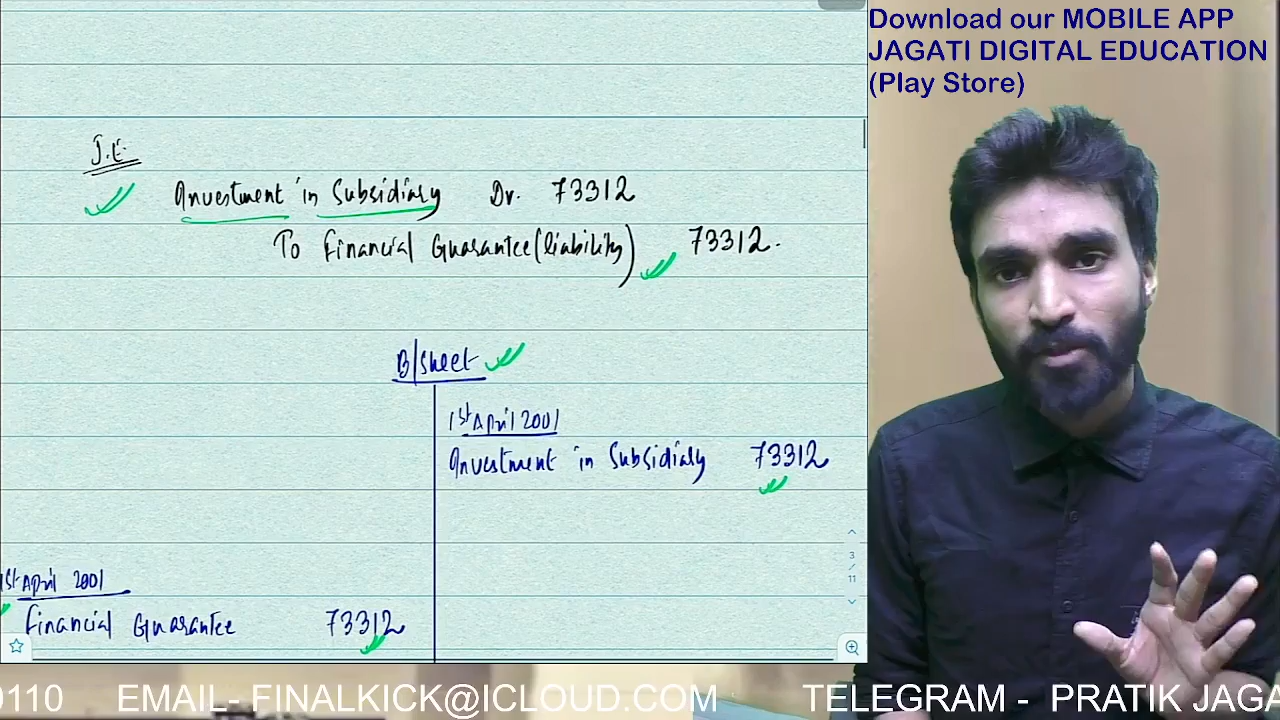 Download our MOBILE APP
JAGATI DIGITAL EDUCATION
(Play Store)
J.E
Investment in Subsidiary Dr. 73312
To Financial Guarantee (liability) 73312.
B/Sheet
1st April 2001
Investment in Subsidiary 73312
1st April 2001
Financial Guarantee 73312
3
/
11
0110 EMAIL- FINALKICK@ICLOUD.COM TELEGRAM - PRATIK JAGA